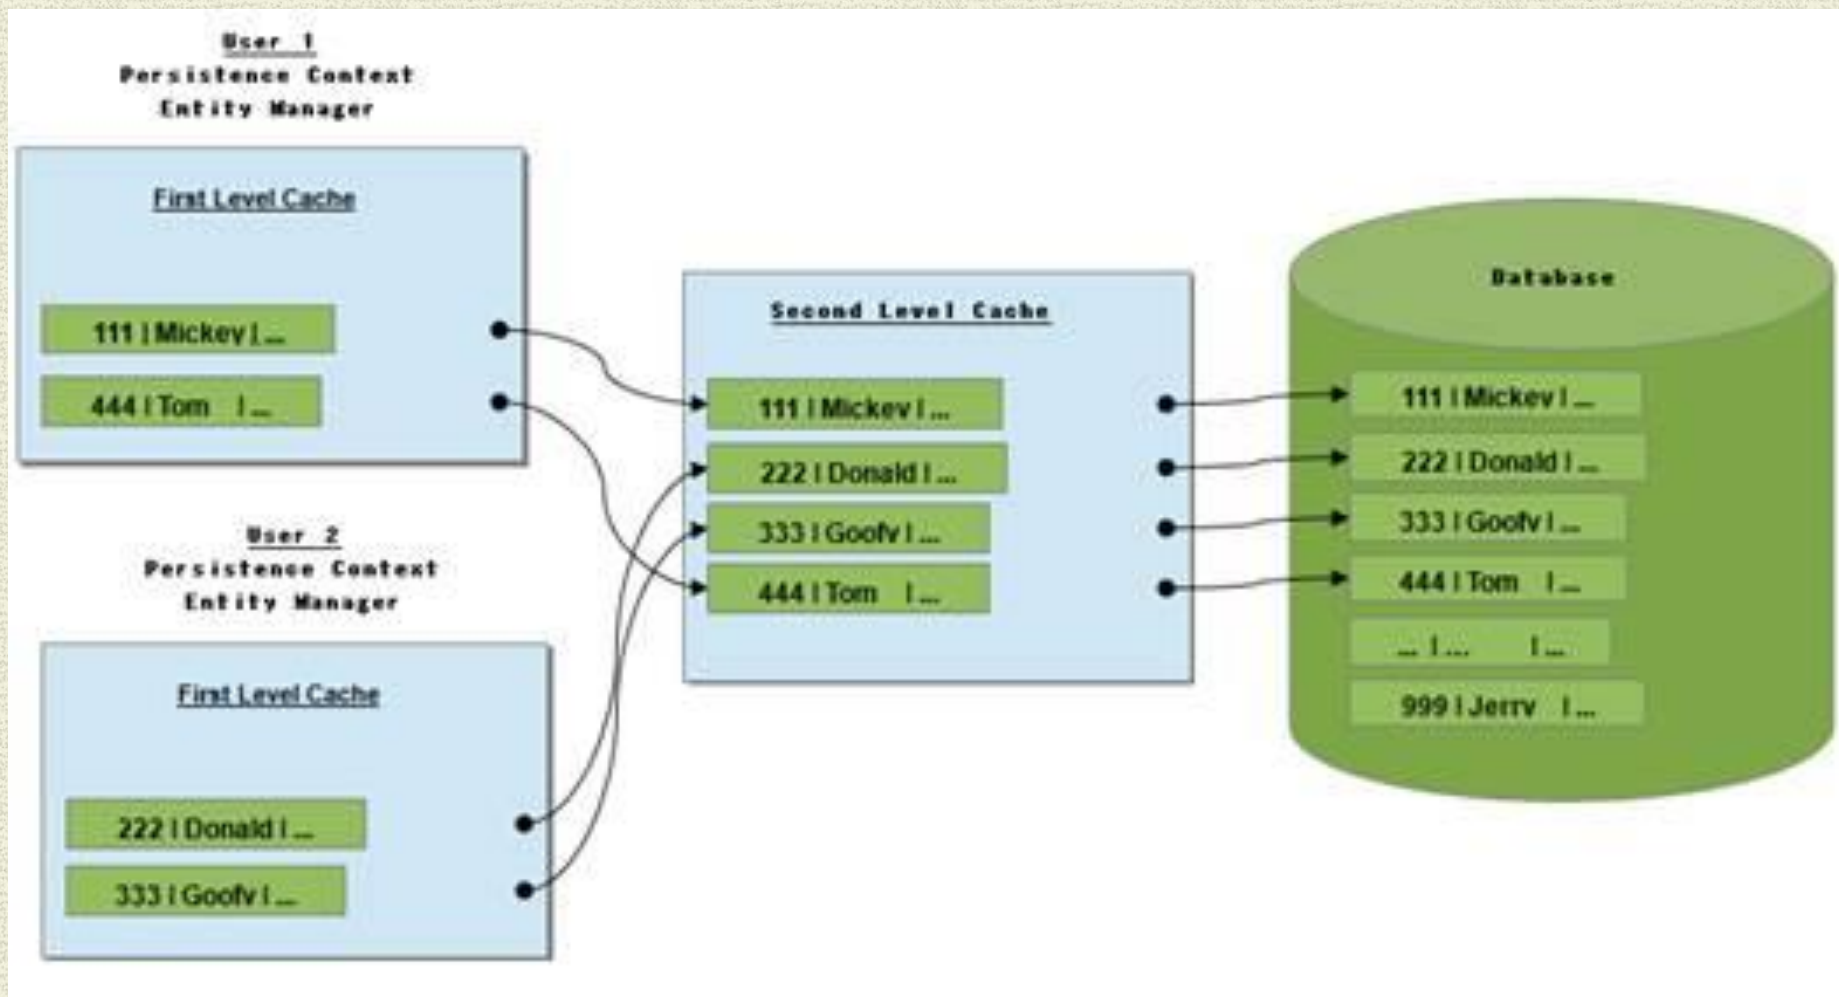 User 1
Persistence Context
Entity Manager
First Level Cache
111 | Mickey | ...
444 | Tom | ...
User 2
Persistence Context
Entity Manager
First Level Cache
222 | Donald | ...
333 | Goofy | ...
Second Level Cache
111 | Mickey | ...
222 | Donald | ...
333 | Goofy | ...
444 | Tom | ...
Database
111 | Mickey | ...
222 | Donald | ...
333 | Goofy | ...
444 | Tom | ...
... | ... | ...
999 | Jerry | ...